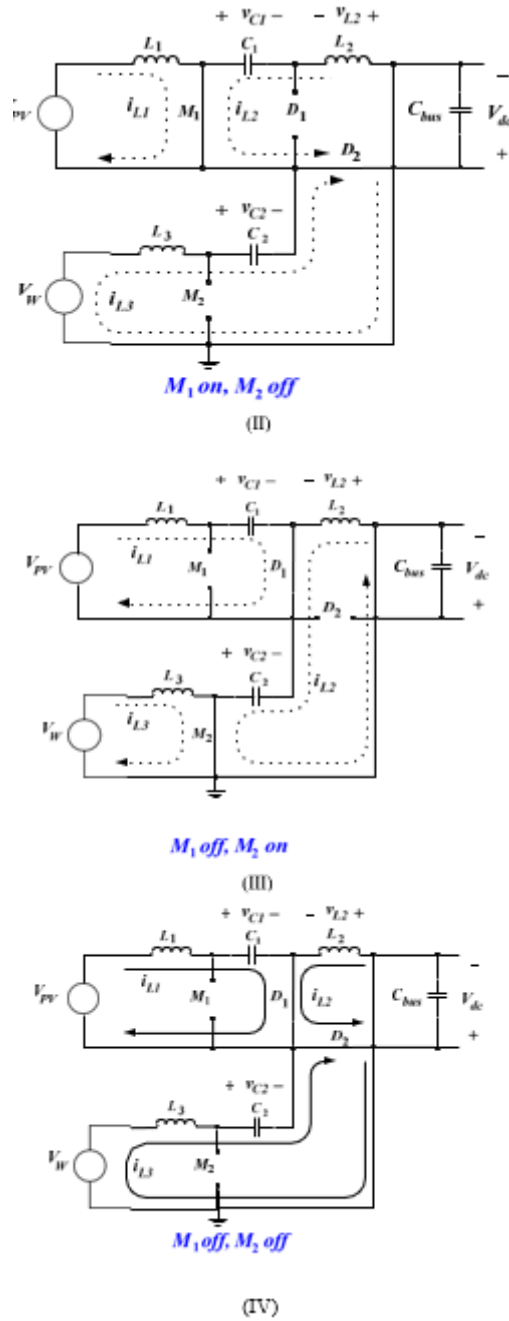 + vC1 − − vL2 +
L1 C1 L2
iL1 M1 iL2 D1 Cbus −
PV Vdc
D2 +
+ vC2 −
L3 C2
VW M2
iL3
M1 on, M2 off
(II)
+ vC1 − − vL2 +
L1 C1 L2
iL1 −
VPV M1 D1 Cbus Vdc
D2 +
+ vC2 −
L3 C2 iL2
VW iL3 M2
M1 off, M2 on
(III)
+ vC1 − − vL2 +
L1 C1 L2
iL1 −
VPV M1 D1 iL2 Cbus Vdc
D2 +
+ vC2 −
L3 C2
VW iL3 M2
M1 off, M2 off
(IV)